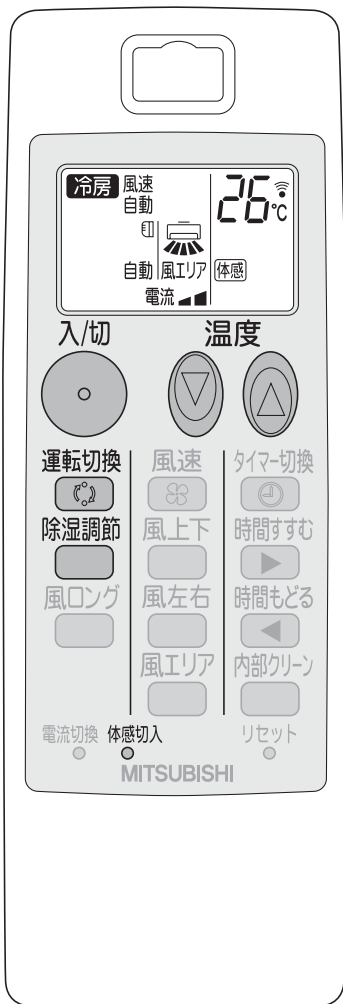 冷房 風速 26℃
自動
自動 風エリア 体感
電流
入/切 温度
運転切換 風速 タイマー切換
除湿調節 風上下 時間すすむ
風ロング 風左右 時間もどる
風エリア 内部クリーン
電流切換 体感切入 リセット
MITSUBISHI